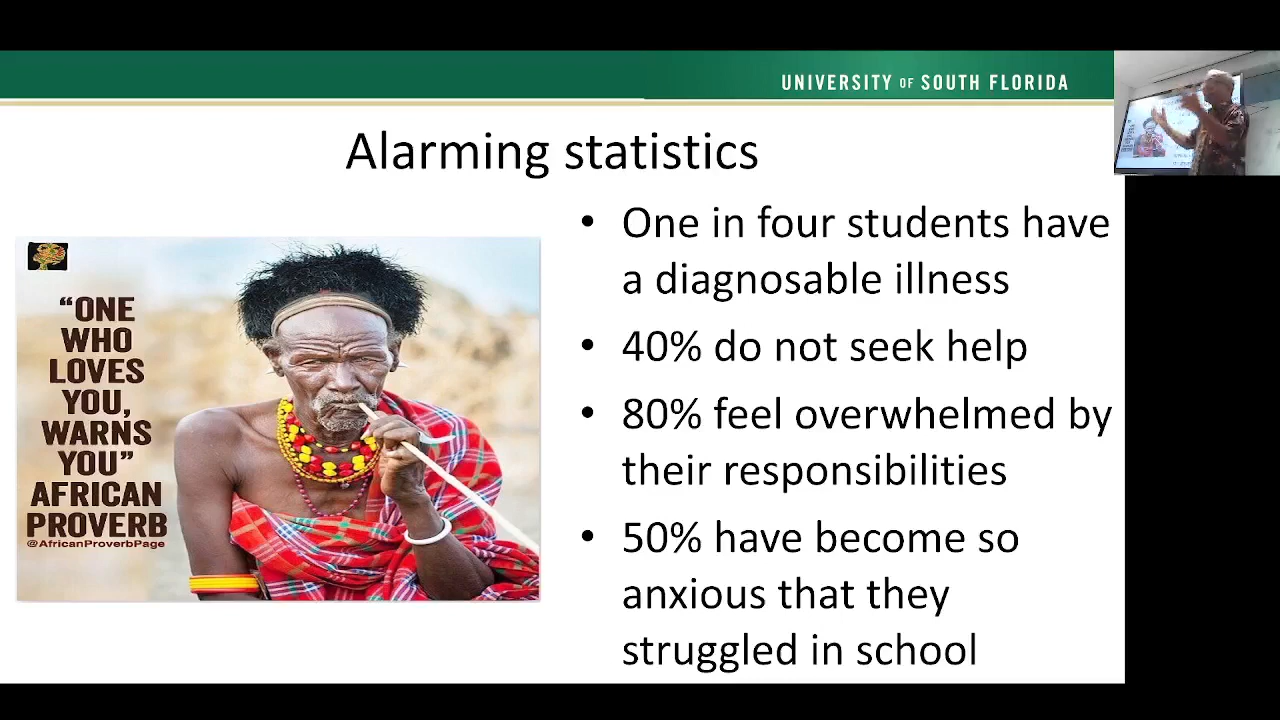 UNIVERSITY OF SOUTH FLORIDA
Alarming statistics
“ONE
WHO
LOVES
YOU,
WARNS
YOU”
AFRICAN
PROVERB
@AfricanProverbPage
• One in four students have
a diagnosable illness
• 40% do not seek help
• 80% feel overwhelmed by
their responsibilities
• 50% have become so
anxious that they
struggled in school